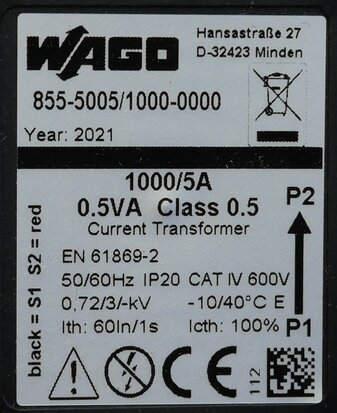 WAGO
Hansastraße 27
D-32423 Minden
855-5005/1000-0000
Year: 2021
1000/5A
0.5VA Class 0.5
Current Transformer
P2
EN 61869-2
50/60Hz IP20 CAT IV 600V
0,72/3/-kV -10/40°C E
Ith: 60In/1s Icth: 100%
P1
black = S1 S2 = red
CE
112